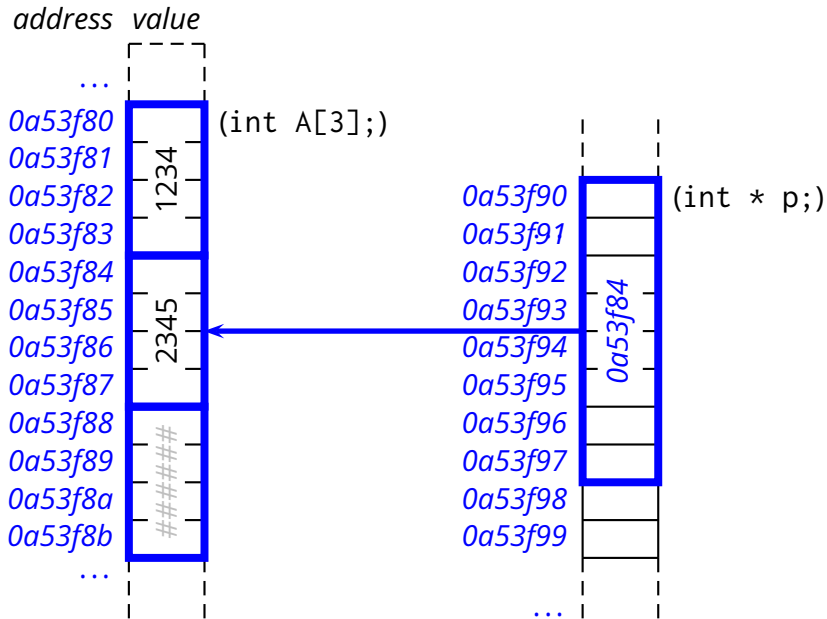 address value
...
0a53f80
(int A[3];)
0a53f81
0a53f82
0a53f83
1234
0a53f84
0a53f85
0a53f86
0a53f87
2345
0a53f88
0a53f89
0a53f8a
0a53f8b
######
...
...
0a53f90
(int * p;)
0a53f91
0a53f92
0a53f93
0a53f94
0a53f95
0a53f96
0a53f97
0a53f84
0a53f98
0a53f99
...